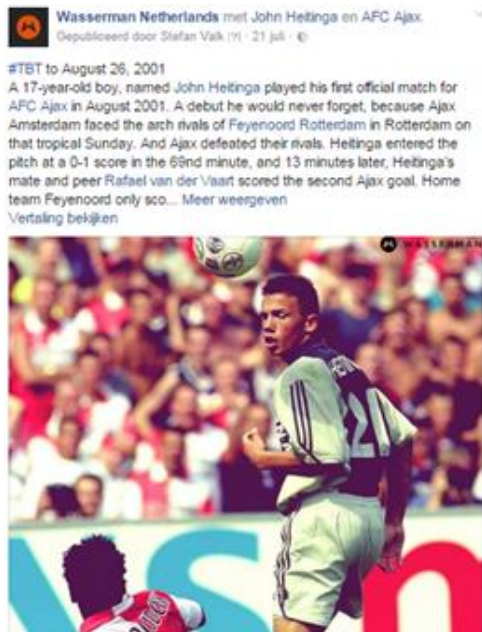 Wasserman Netherlands met John Heitinga en AFC Ajax.
Gepubliceerd door Stefan Valk [?] · 21 juli ·
#TBT to August 26, 2001
A 17-year-old boy, named John Heitinga played his first official match for
AFC Ajax in August 2001. A debut he would never forget, because Ajax
Amsterdam faced the arch rivals of Feyenoord Rotterdam in Rotterdam on
that tropical Sunday. And Ajax defeated their rivals. Heitinga entered the
pitch at a 0-1 score in the 69nd minute, and 13 minutes later, Heitinga's
mate and peer Rafael van der Vaart scored the second Ajax goal. Home
team Feyenoord only sco... Meer weergeven
Vertaling bekijken
WASSERMAN
20